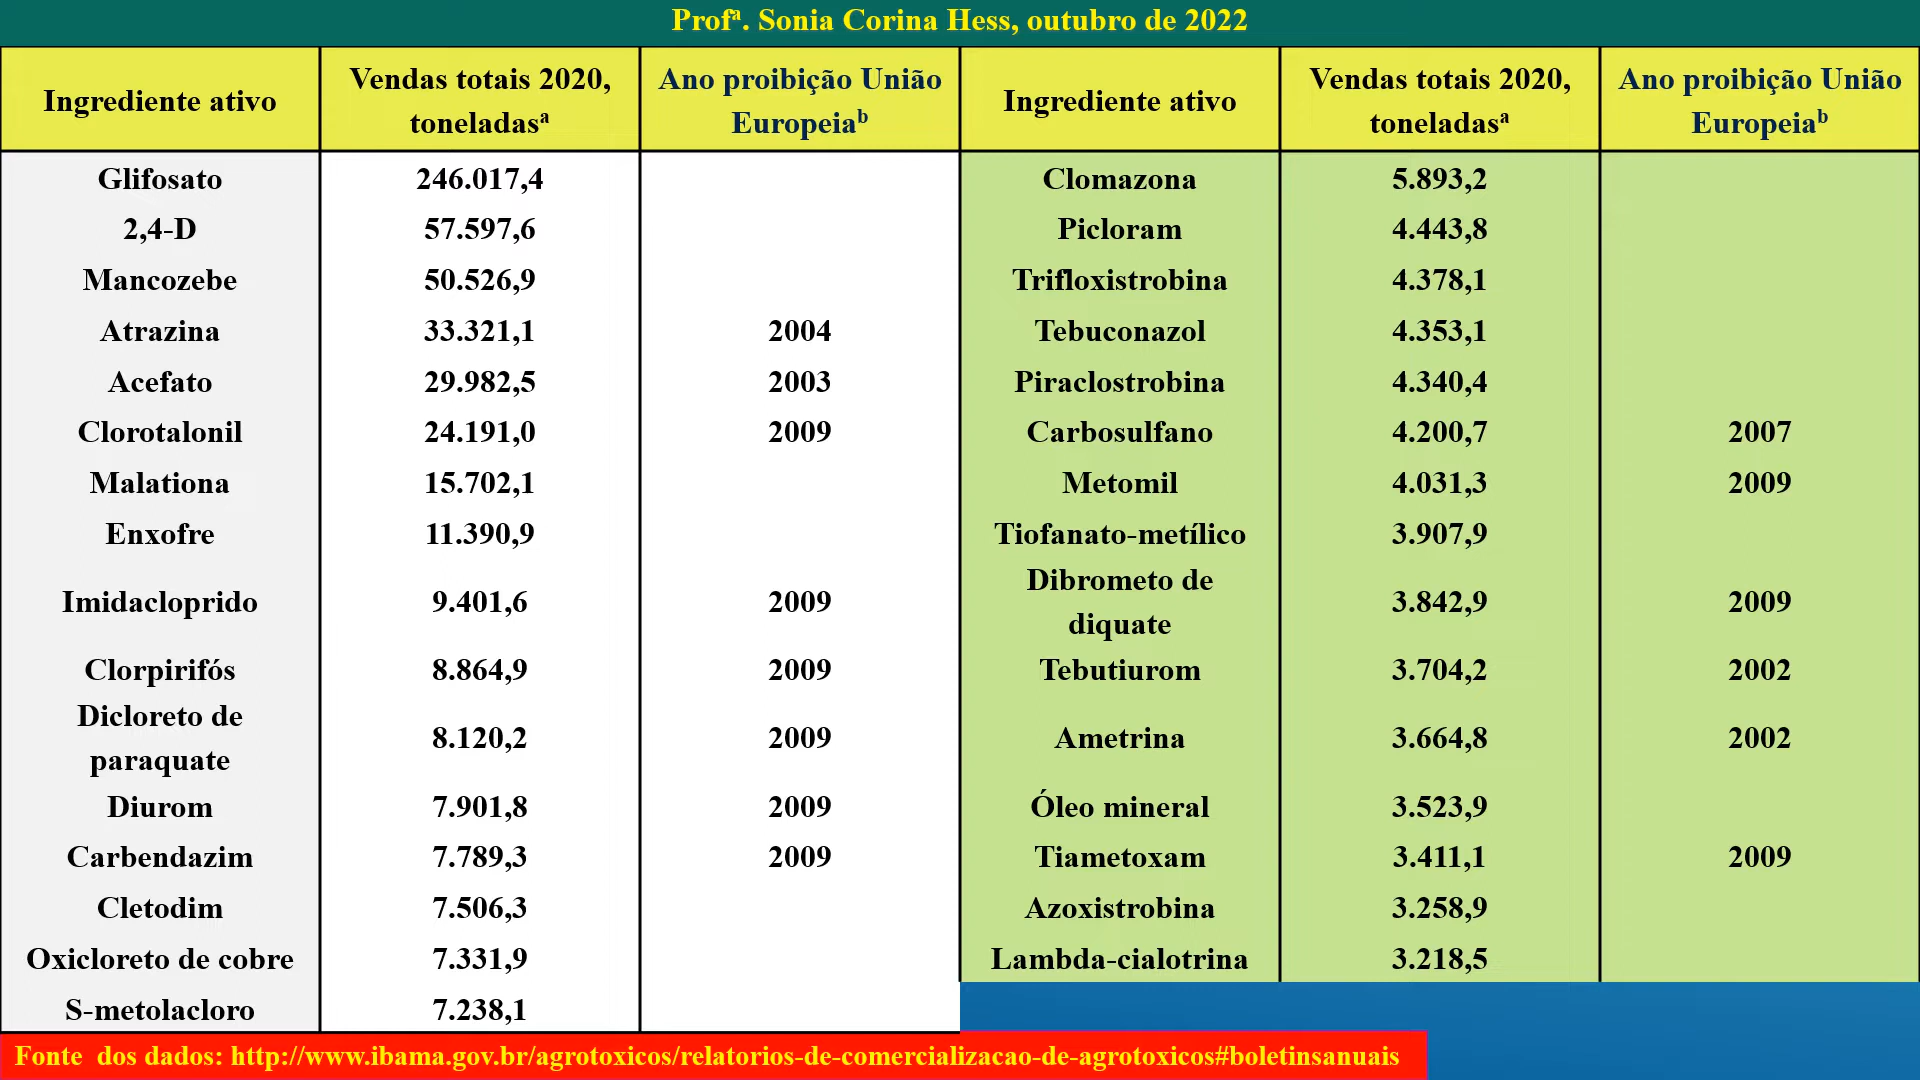 Profª. Sonia Corina Hess, outubro de 2022
Ingrediente ativo
Vendas totais 2020,
toneladasª
Ano proibição União
Europeiaᵇ
Ingrediente ativo
Vendas totais 2020,
toneladasª
Ano proibição União
Europeiaᵇ
Glifosato 246.017,4 Clomazona 5.893,2
2,4-D 57.597,6 Picloram 4.443,8
Mancozebe 50.526,9 Trifloxistrobina 4.378,1
Atrazina 33.321,1 2004 Tebuconazol 4.353,1
Acefato 29.982,5 2003 Piraclostrobina 4.340,4
Clorotalonil 24.191,0 2009 Carbosulfano 4.200,7 2007
Malationa 15.702,1 Metomil 4.031,3 2009
Enxofre 11.390,9 Tiofanato-metílico 3.907,9
Imidacloprido 9.401,6 2009 Dibrometo de
diquate 3.842,9 2009
Clorpirifós 8.864,9 2009 Tebutiurom 3.704,2 2002
Dicloreto de
paraquate 8.120,2 2009 Ametrina 3.664,8 2002
Diurom 7.901,8 2009 Óleo mineral 3.523,9
Carbendazim 7.789,3 2009 Tiametoxam 3.411,1 2009
Cletodim 7.506,3 Azoxistrobina 3.258,9
Oxicloreto de cobre 7.331,9 Lambda-cialotrina 3.218,5
S-metolacloro 7.238,1
Fonte dos dados: http://www.ibama.gov.br/agrotoxicos/relatorios-de-comercializacao-de-agrotoxicos#boletinsanuais